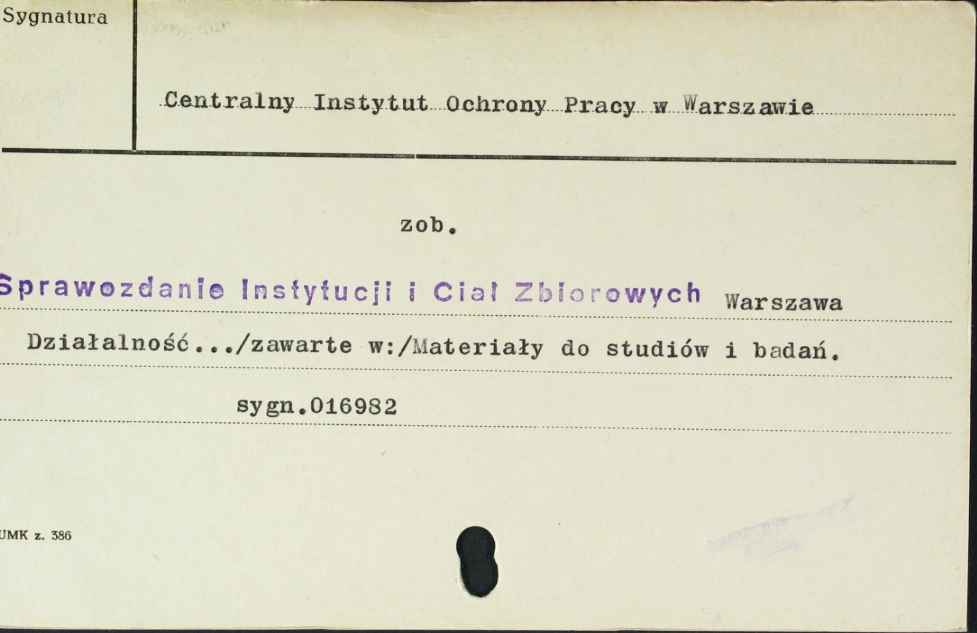 Sygnatura
Centralny Instytut Ochrony Pracy w Warszawie
zob.
Sprawozdanie Instytucji i Ciał Zbiorowych Warszawa
Działalność.../zawarte w:/Materiały do studiów i badań.
sygn.016982
UMK z. 386